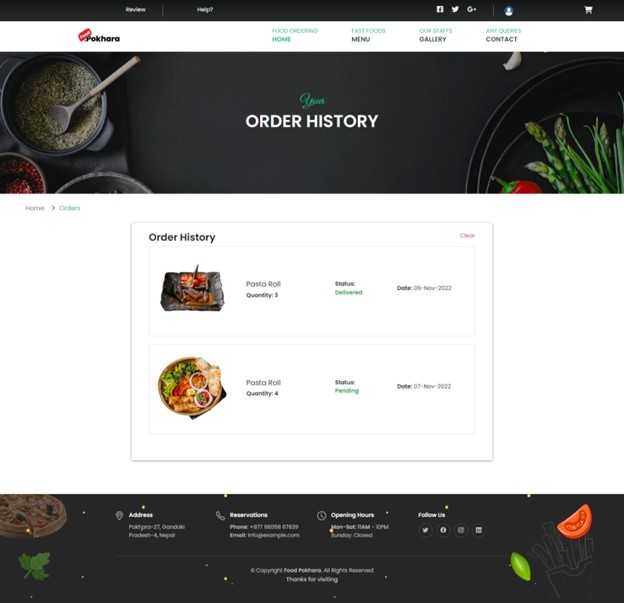 Review
Help?
Food
Pokhara
FOOD ORDERING
HOME
FAST FOODS
MENU
OUR STAFFS
GALLERY
ANY QUERIES
CONTACT
Your
ORDER HISTORY
Home > Orders
Order History
Clear
Pasta Roll
Quantity: 3
Status:
Delivered
Date: 06-Nov-2022
Pasta Roll
Quantity: 4
Status:
Pending
Date: 07-Nov-2022
Address
Pokhara-27, Gandaki
Pradesh-4, Nepal
Reservations
Phone: +977 98058 67639
Email: info@example.com
Opening Hours
Mon-Sat: 11AM - 10PM
Sunday: Closed
Follow Us
© Copyright Food Pokhara. All Rights Reserved
Thanks for visiting